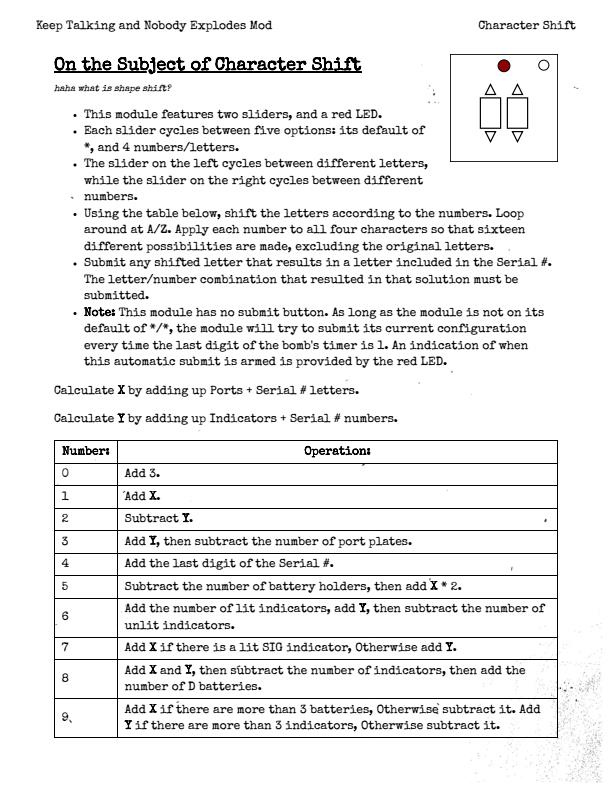 Keep Talking and Nobody Explodes Mod
Character Shift
On the Subject of Character Shift
haha what is shape shift?
• This module features two sliders, and a red LED.
• Each slider cycles between five options: its default of
*, and 4 numbers/letters.
• The slider on the left cycles between different letters,
while the slider on the right cycles between different
numbers.
• Using the table below, shift the letters according to the numbers. Loop
around at A/Z. Apply each number to all four characters so that sixteen
different possibilities are made, excluding the original letters.
• Submit any shifted letter that results in a letter included in the Serial #.
The letter/number combination that resulted in that solution must be
submitted.
• Note: This module has no submit button. As long as the module is not on its
default of */*, the module will try to submit its current configuration
every time the last digit of the bomb's timer is 1. An indication of when
this automatic submit is armed is provided by the red LED.
Calculate X by adding up Ports + Serial # letters.
Calculate Y by adding up Indicators + Serial # numbers.
Number: Operation:
0 Add 3.
1 Add X.
2 Subtract Y.
3 Add Y, then subtract the number of port plates.
4 Add the last digit of the Serial #.
5 Subtract the number of battery holders, then add X * 2.
6 Add the number of lit indicators, add Y, then subtract the number of
unlit indicators.
7 Add X if there is a lit SIG indicator, Otherwise add Y.
8 Add X and Y, then subtract the number of indicators, then add the
number of D batteries.
9 Add X if there are more than 3 batteries, Otherwise subtract it. Add
Y if there are more than 3 indicators, Otherwise subtract it.